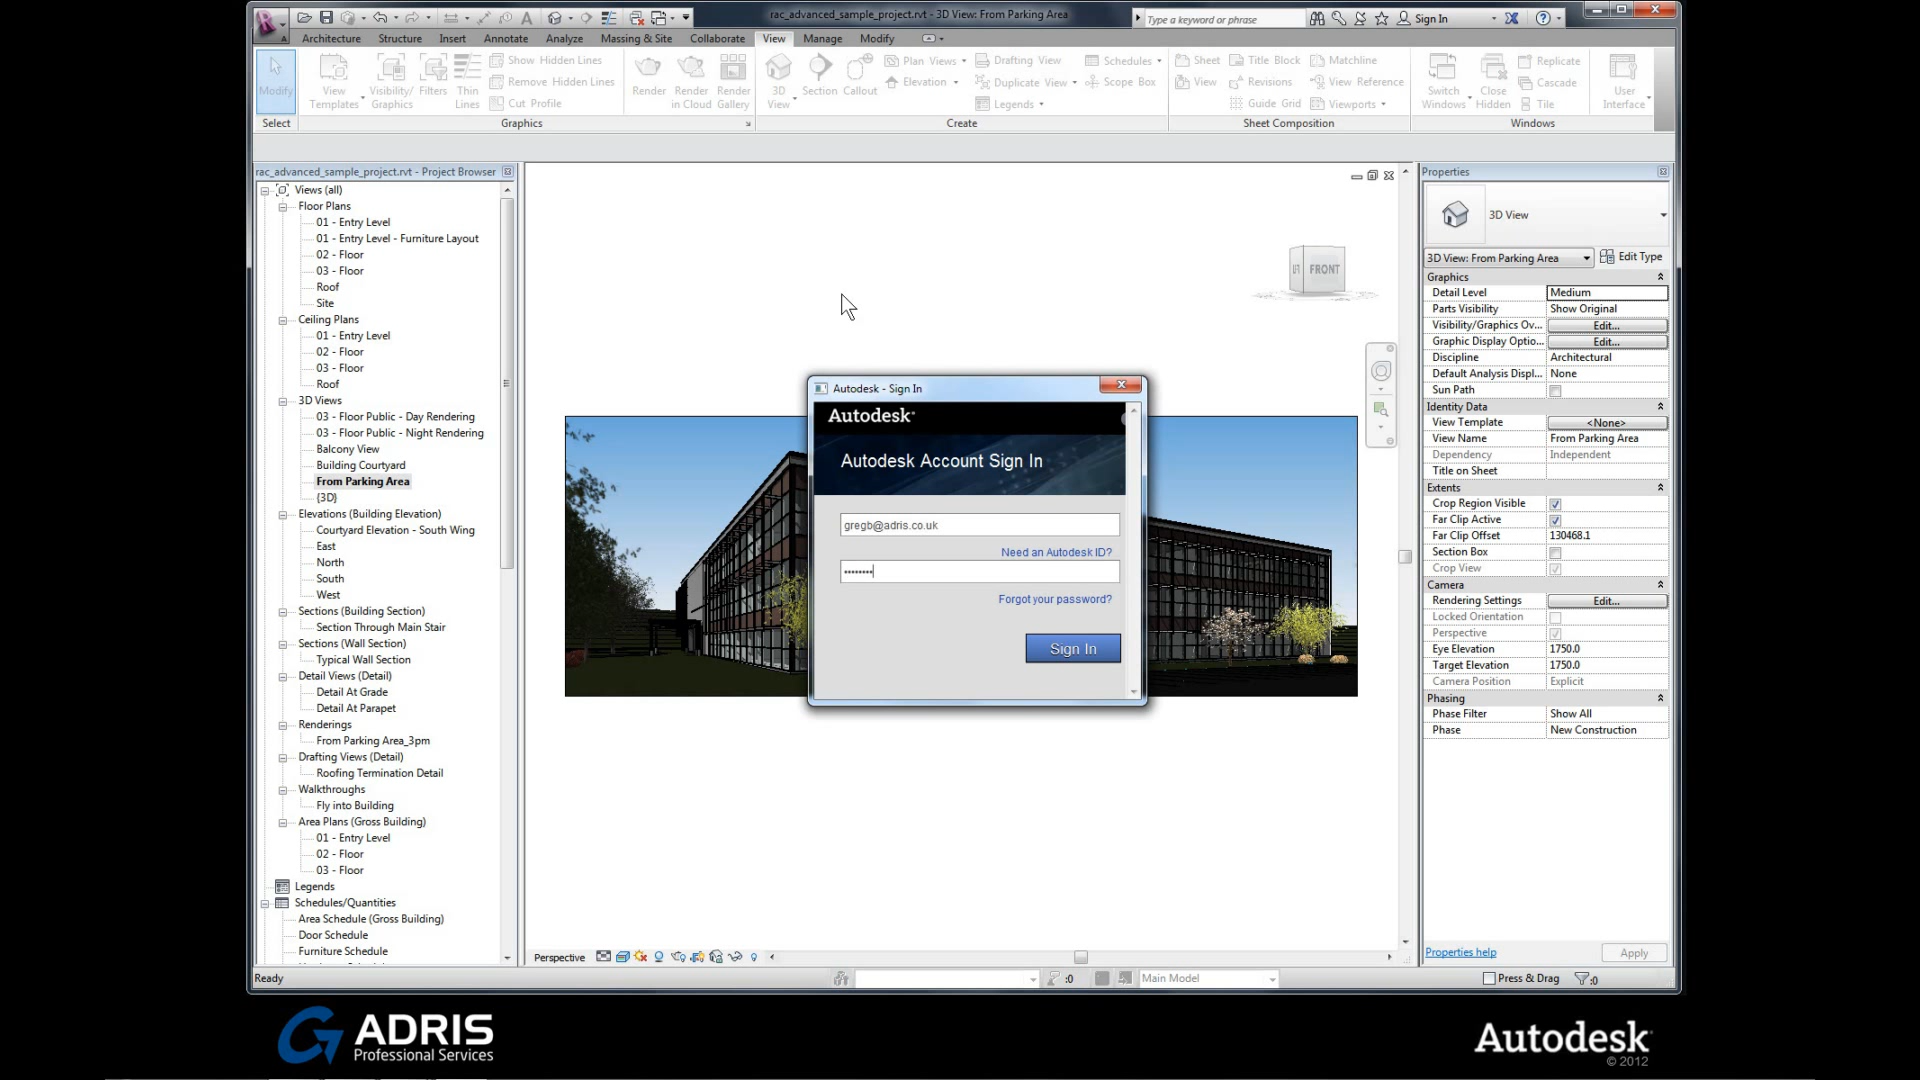 rac_advanced_sample_project.rvt - 3D View: From Parking Area
Type a keyword or phrase
Sign In
Architecture Structure Insert Annotate Analyze Massing & Site Collaborate View Manage Modify
Modify
View Templates
Visibility/ Graphics
Filters
Thin Lines
Show Hidden Lines
Remove Hidden Lines
Cut Profile
Render
Render in Cloud
Render Gallery
3D View
Section
Callout
Plan Views
Elevation
Drafting View
Duplicate View
Legends
Schedules
Scope Box
Sheet
View
Title Block
Revisions
Guide Grid
Matchline
View Reference
Viewports
Switch Windows
Close Hidden
Replicate
Cascade
Tile
User Interface
Select Graphics Create Sheet Composition Windows
rac_advanced_sample_project.rvt - Project Browser
Views (all)
Floor Plans
01 - Entry Level
01 - Entry Level - Furniture Layout
02 - Floor
03 - Floor
Roof
Site
Ceiling Plans
01 - Entry Level
02 - Floor
03 - Floor
Roof
3D Views
03 - Floor Public - Day Rendering
03 - Floor Public - Night Rendering
Balcony View
Building Courtyard
From Parking Area
{3D}
Elevations (Building Elevation)
Courtyard Elevation - South Wing
East
North
South
West
Sections (Building Section)
Section Through Main Stair
Sections (Wall Section)
Typical Wall Section
Detail Views (Detail)
Detail At Grade
Detail At Parapet
Renderings
From Parking Area_3pm
Drafting Views (Detail)
Roofing Termination Detail
Walkthroughs
Fly into Building
Area Plans (Gross Building)
01 - Entry Level
02 - Floor
03 - Floor
Legends
Schedules/Quantities
Area Schedule (Gross Building)
Door Schedule
Furniture Schedule
FRONT
Autodesk - Sign In
Autodesk
Autodesk Account Sign In
gregb@adris.co.uk
Need an Autodesk ID?
••••••••
Forgot your password?
Sign In
Properties
3D View
3D View: From Parking Area Edit Type
Graphics
Detail Level Medium
Parts Visibility Show Original
Visibility/Graphics Ov... Edit...
Graphic Display Optio... Edit...
Discipline Architectural
Default Analysis Displ... None
Sun Path
Identity Data
View Template <None>
View Name From Parking Area
Dependency Independent
Title on Sheet
Extents
Crop Region Visible
Far Clip Active
Far Clip Offset 130468.1
Section Box
Crop View
Camera
Rendering Settings Edit...
Locked Orientation
Perspective
Eye Elevation 1750.0
Target Elevation 1750.0
Camera Position Explicit
Phasing
Phase Filter Show All
Phase New Construction
Properties help Apply
Perspective
Ready
:0
Main Model
Press & Drag
:0
ADRIS
Professional Services
Autodesk
© 2012